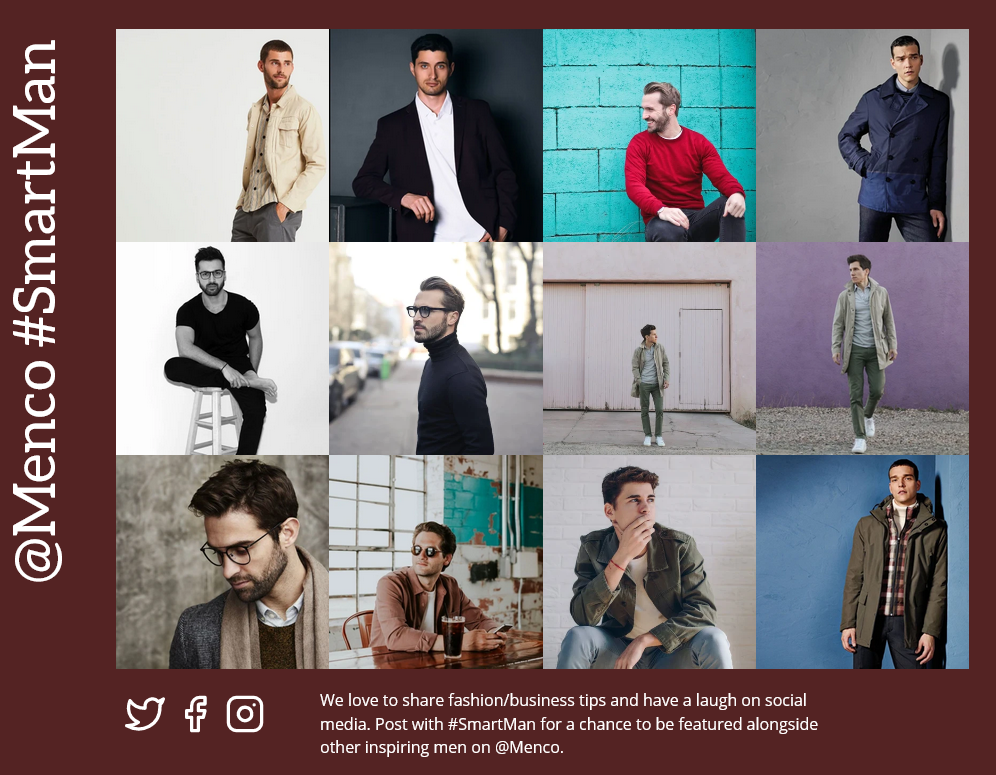 @Menco #SmartMan
We love to share fashion/business tips and have a laugh on social
media. Post with #SmartMan for a chance to be featured alongside
other inspiring men on @Menco.